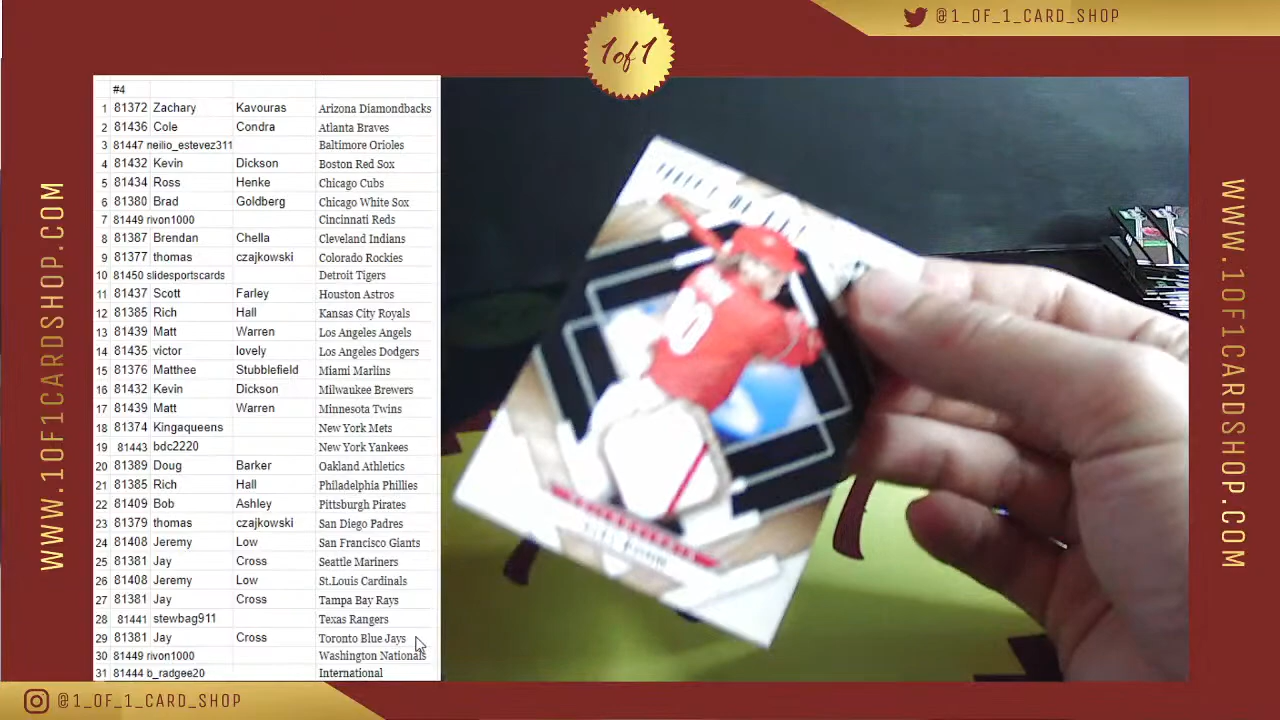 @1_OF_1_CARD_SHOP
1of1
#4
1 81372 Zachary Kavouras Arizona Diamondbacks
2 81436 Cole Condra Atlanta Braves
3 81447 neilio_estevez311 Baltimore Orioles
4 81432 Kevin Dickson Boston Red Sox
5 81434 Ross Henke Chicago Cubs
6 81380 Brad Goldberg Chicago White Sox
7 81449 rivon1000 Cincinnati Reds
8 81387 Brendan Chella Cleveland Indians
9 81377 thomas czajkowski Colorado Rockies
10 81450 slidesportscards Detroit Tigers
11 81437 Scott Farley Houston Astros
12 81385 Rich Hall Kansas City Royals
13 81439 Matt Warren Los Angeles Angels
14 81435 victor lovely Los Angeles Dodgers
15 81376 Matthee Stubblefield Miami Marlins
16 81432 Kevin Dickson Milwaukee Brewers
17 81439 Matt Warren Minnesota Twins
18 81374 Kingaqueens New York Mets
19 81443 bdc2220 New York Yankees
20 81389 Doug Barker Oakland Athletics
21 81385 Rich Hall Philadelphia Phillies
22 81409 Bob Ashley Pittsburgh Pirates
23 81379 thomas czajkowski San Diego Padres
24 81408 Jeremy Low San Francisco Giants
25 81381 Jay Cross Seattle Mariners
26 81408 Jeremy Low St.Louis Cardinals
27 81381 Jay Cross Tampa Bay Rays
28 81441 stewbag911 Texas Rangers
29 81381 Jay Cross Toronto Blue Jays
30 81449 rivon1000 Washington Nationals
31 81444 b_radgee20 International
WWW.1OF1CARDSHOP.COM
WWW.1OF1CARDSHOP.COM
@1_OF_1_CARD_SHOP